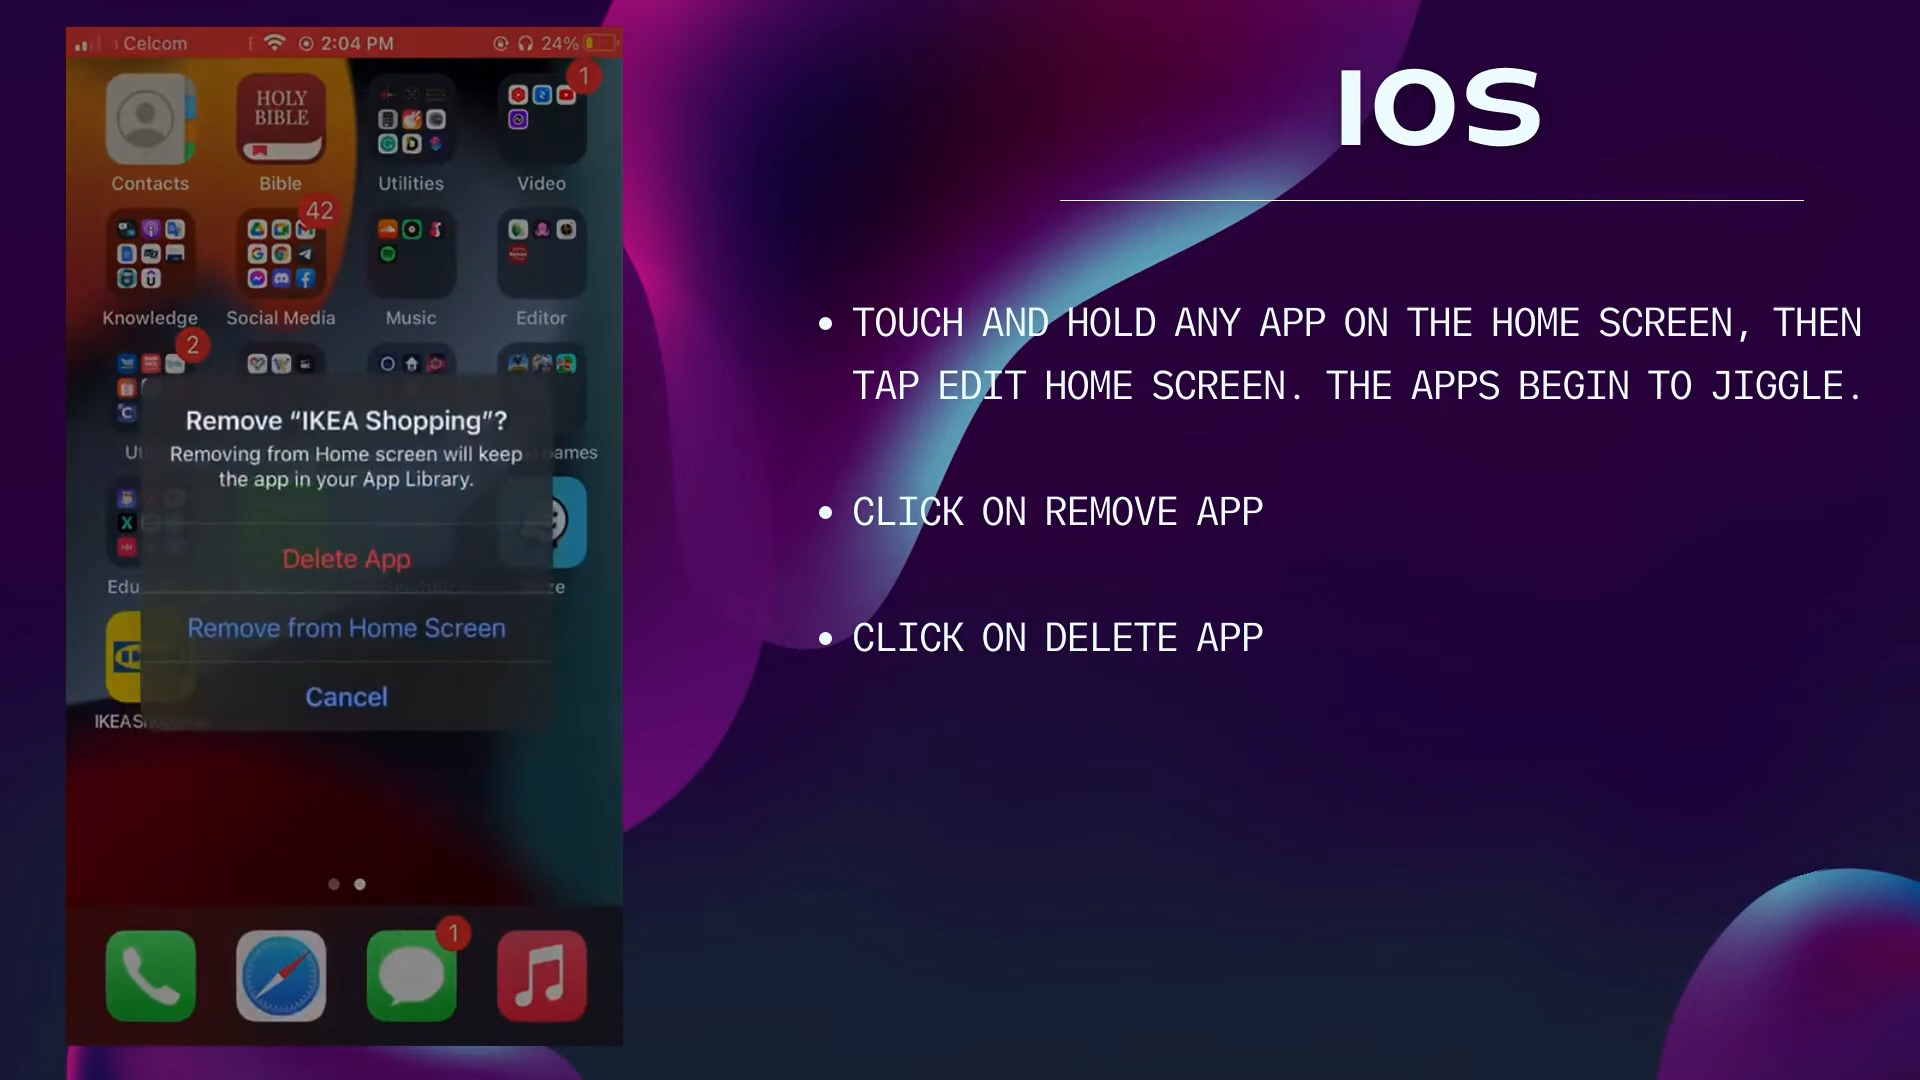 Celcom
2:04 PM
24%
HOLY
BIBLE
1
Contacts
Bible
Utilities
Video
42
Knowledge
Social Media
Music
Editor
2
Remove “IKEA Shopping”?
Removing from Home screen will keep
the app in your App Library.
Delete App
Remove from Home Screen
Cancel
1
IOS
TOUCH AND HOLD ANY APP ON THE HOME SCREEN, THEN
TAP EDIT HOME SCREEN. THE APPS BEGIN TO JIGGLE.
CLICK ON REMOVE APP
CLICK ON DELETE APP